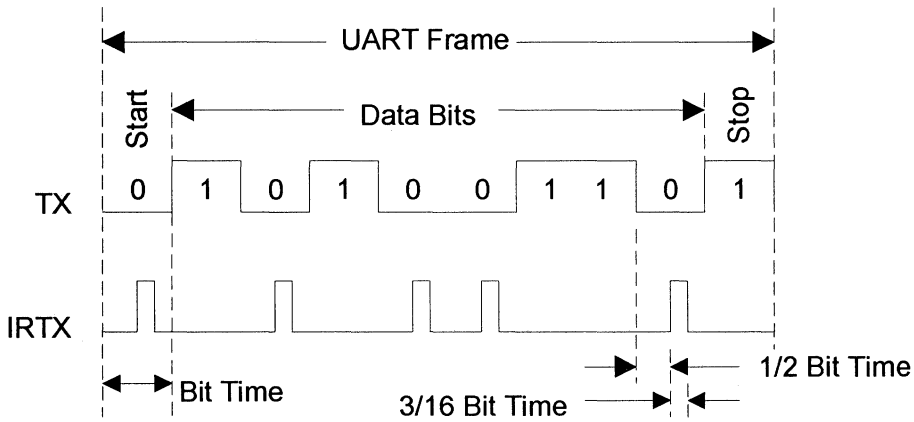 UART Frame
Start
Data Bits
Stop
TX
0 1 0 1 0 0 1 1 0 1
IRTX
Bit Time
1/2 Bit Time
3/16 Bit Time